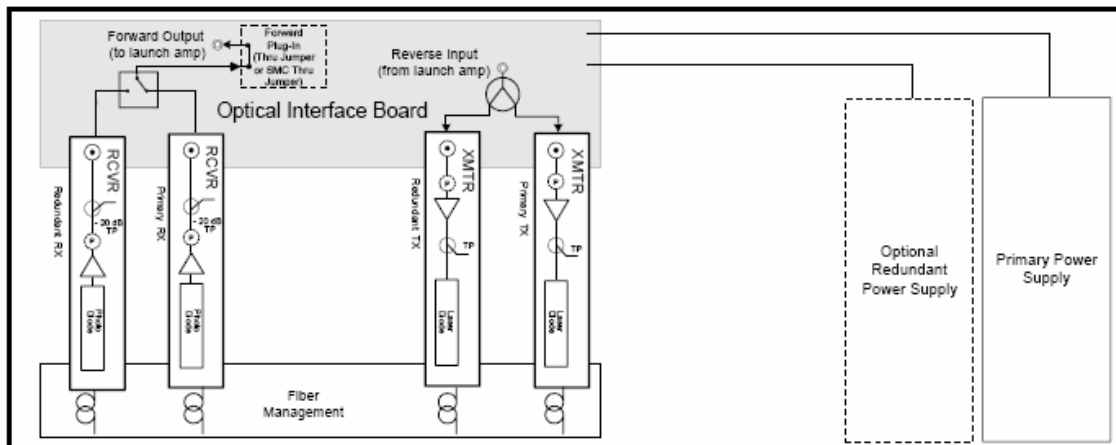 Forward Output
(to launch amp)
Forward
Plug-In
(Thru Jumper
or SMC Thru
Jumper)
Reverse Input
(from launch amp)
Optical Interface Board
RCVR
- 20 dB
TP
Photo
Diode
Redundant RX
RCVR
- 20 dB
TP
Photo
Diode
Primary RX
XMTR
TP
Laser
Diode
Redundant TX
XMTR
TP
Laser
Diode
Primary TX
Fiber
Management
Optional
Redundant
Power Supply
Primary Power
Supply